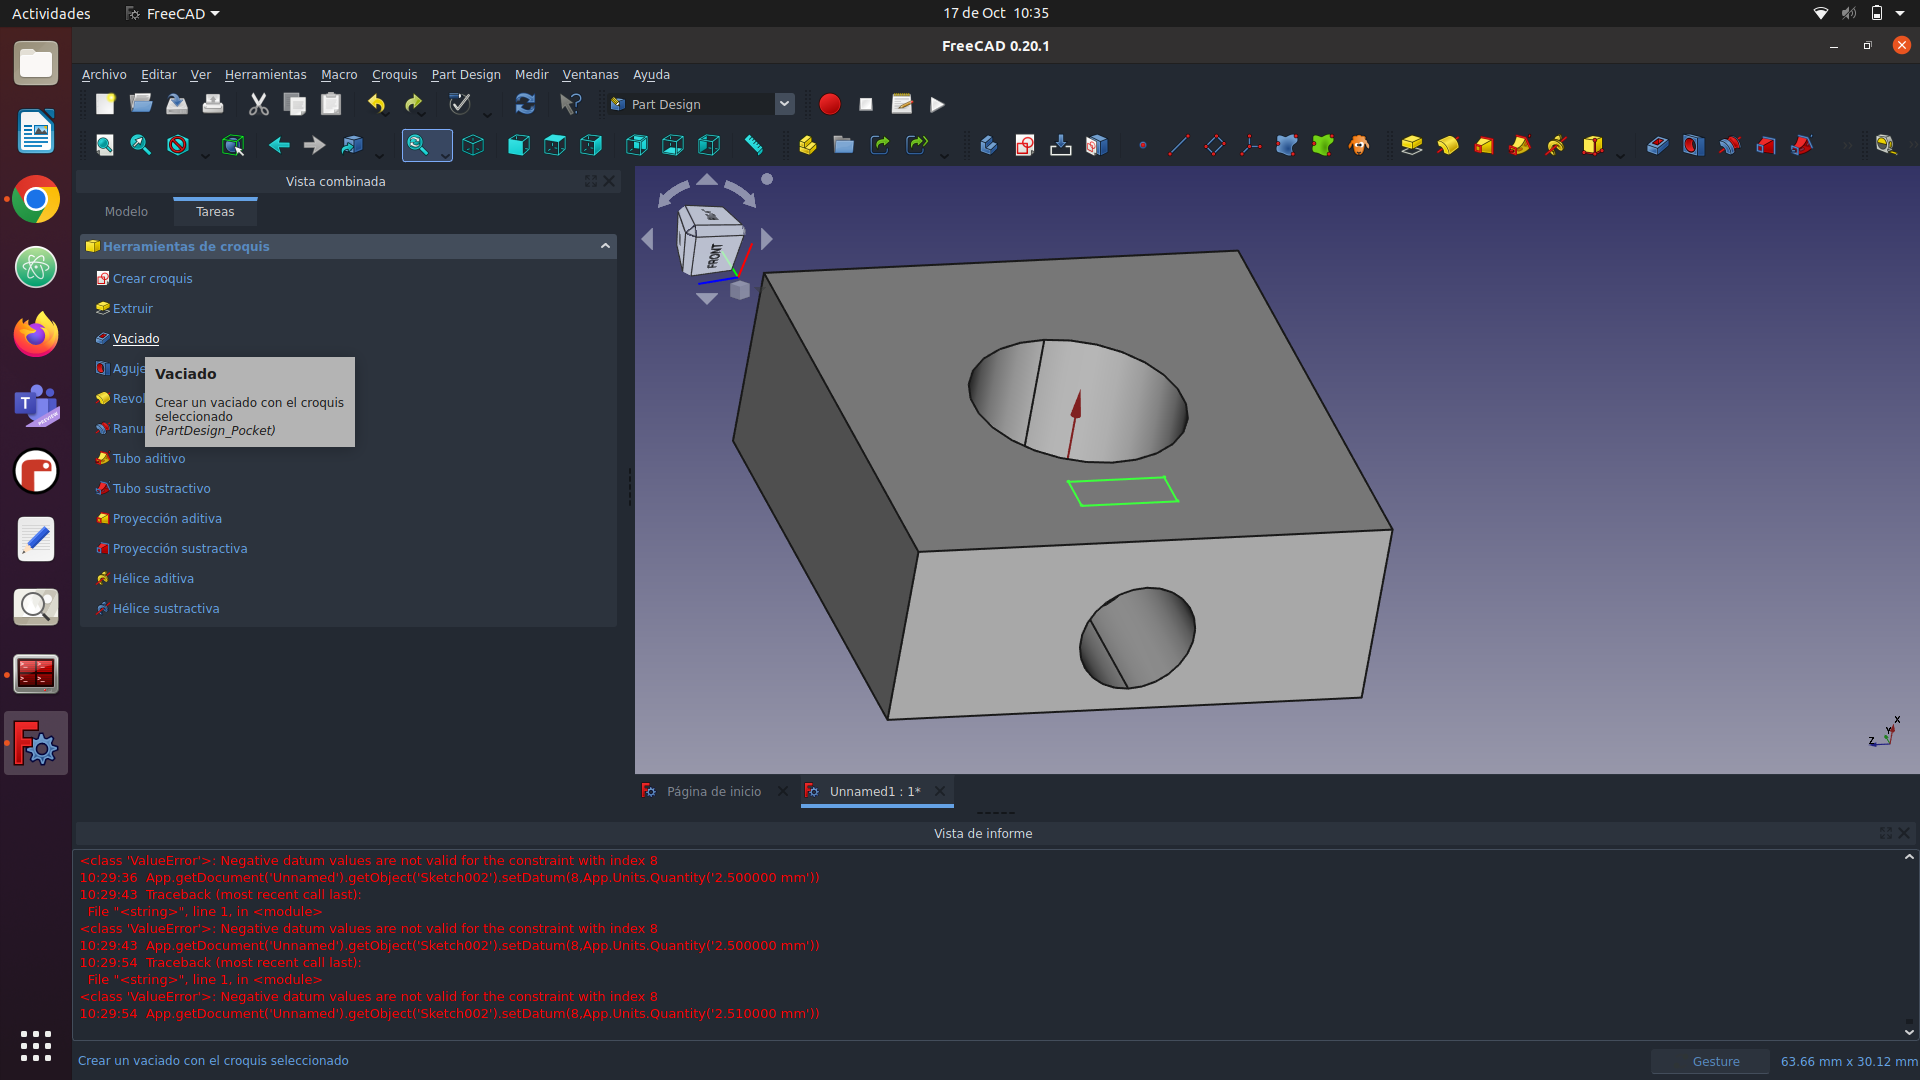 Actividades
FreeCAD
17 de Oct 10:35
FreeCAD 0.20.1
Archivo Editar Ver Herramientas Macro Croquis Part Design Medir Ventanas Ayuda
Part Design
Vista combinada
Modelo Tareas
Herramientas de croquis
Crear croquis
Extruir
Vaciado
Vaciado
Crear un vaciado con el croquis
seleccionado
(PartDesign_Pocket)
Tubo aditivo
Tubo sustractivo
Proyección aditiva
Proyección sustractiva
Hélice aditiva
Hélice sustractiva
FRONT
X
Y
Z
Página de inicio
Unnamed1 : 1*
Vista de informe
<class 'ValueError'>: Negative datum values are not valid for the constraint with index 8
10:29:36 App.getDocument('Unnamed').getObject('Sketch002').setDatum(8,App.Units.Quantity('2.500000 mm'))
10:29:43 Traceback (most recent call last):
File "<string>", line 1, in <module>
<class 'ValueError'>: Negative datum values are not valid for the constraint with index 8
10:29:43 App.getDocument('Unnamed').getObject('Sketch002').setDatum(8,App.Units.Quantity('2.500000 mm'))
10:29:54 Traceback (most recent call last):
File "<string>", line 1, in <module>
<class 'ValueError'>: Negative datum values are not valid for the constraint with index 8
10:29:54 App.getDocument('Unnamed').getObject('Sketch002').setDatum(8,App.Units.Quantity('2.510000 mm'))
Crear un vaciado con el croquis seleccionado
Gesture
63.66 mm x 30.12 mm